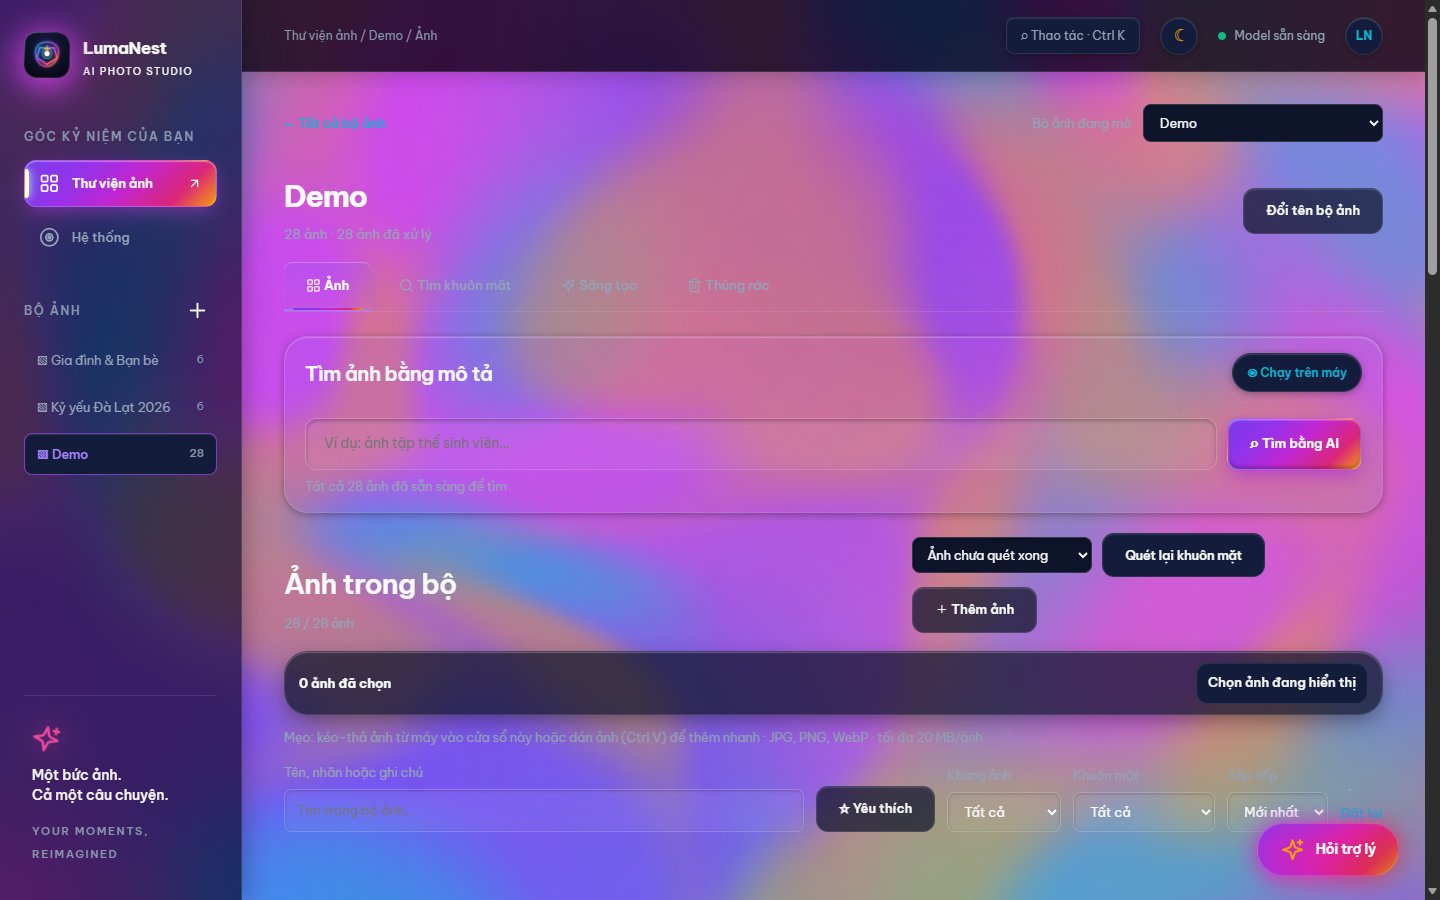 LumaNest
AI PHOTO STUDIO
GÓC KỶ NIỆM CỦA BẠN
Thư viện ảnh
Hệ thống
BỘ ẢNH
Gia đình & Bạn bè 6
Kỷ yếu Đà Lạt 2026 6
Demo 28
Một bức ảnh.
Cả một câu chuyện.
YOUR MOMENTS,
REIMAGINED
Thư viện ảnh / Demo / Ảnh
Thao tác · Ctrl K
Model sẵn sàng
LN
← Tất cả bộ ảnh
Bộ ảnh đang mở
Demo
Demo
28 ảnh · 28 ảnh đã xử lý
Đổi tên bộ ảnh
Ảnh
Tìm khuôn mặt
Sáng tạo
Thùng rác
Tìm ảnh bằng mô tả
Chạy trên máy
Ví dụ: ảnh tập thể sinh viên...
Tìm bằng AI
Tất cả 28 ảnh đã sẵn sàng để tìm
Ảnh trong bộ
28 / 28 ảnh
Ảnh chưa quét xong
Quét lại khuôn mặt
+ Thêm ảnh
0 ảnh đã chọn
Chọn ảnh đang hiển thị
Mẹo: kéo-thả ảnh từ máy vào cửa sổ này hoặc dán ảnh (Ctrl V) để thêm nhanh · JPG, PNG, WebP · tối đa 20 MB/ảnh
Tên, nhãn hoặc ghi chú
Tìm trong bộ ảnh...
★ Yêu thích
Khung ảnh
Tất cả
Khuôn mặt
Tất cả
Sắp xếp
Mới nhất
Đặt lại
Hỏi trợ lý